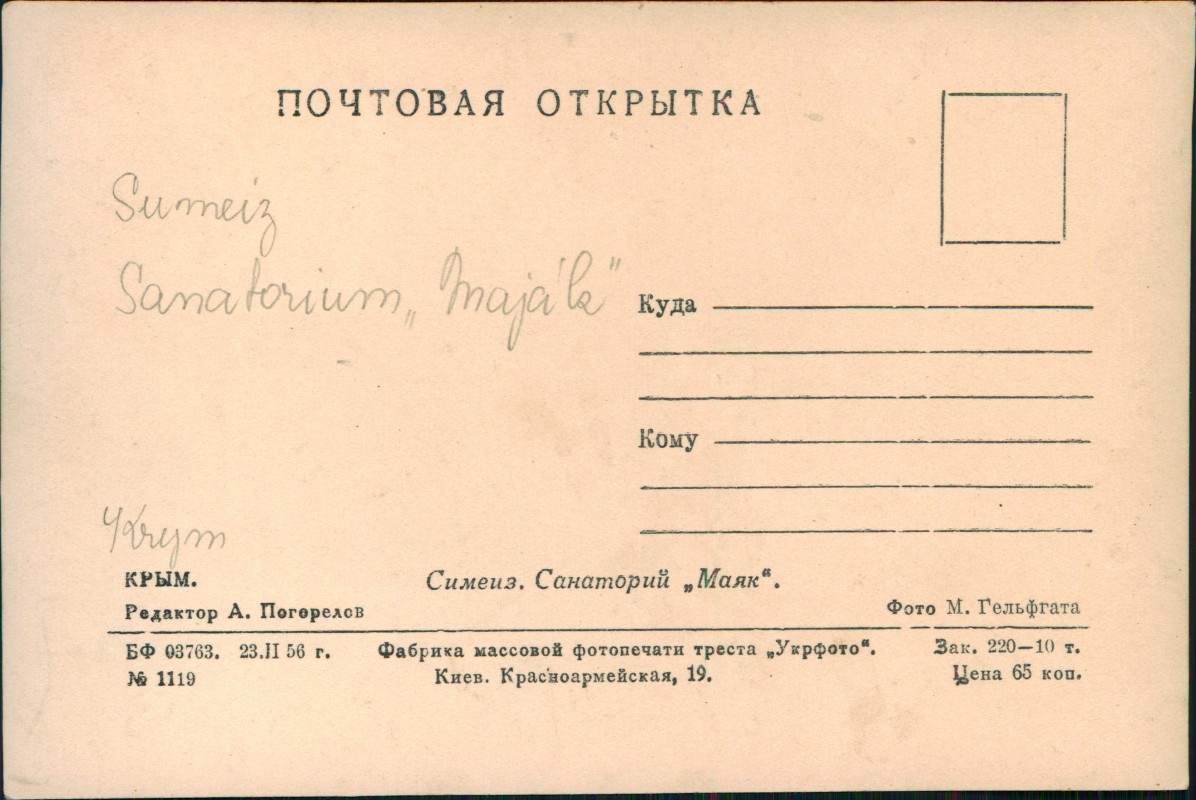 ПОЧТОВАЯ ОТКРЫТКА
Sumeiz
Sanatorium „Maják"
Куда
Кому
Krym
КРЫМ.
Симеиз. Санаторий „Маяк“.
Редактор А. Погорелов
Фото М. Гельфгата
БФ 03763. 23.II 56 г.
Фабрика массовой фотопечати треста „Укрфото“.
Зак. 220—10 т.
№ 1119
Киев. Красноармейская, 19.
Цена 65 коп.